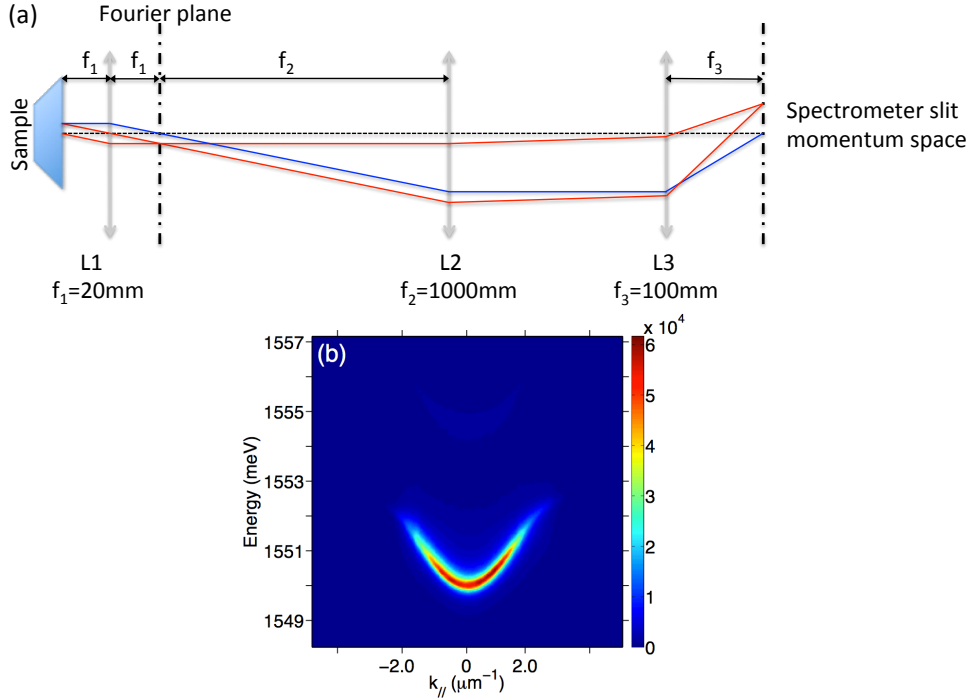 (a)
Fourier plane
f₁
f₁
f₂
f₃
Sample
Spectrometer slit
momentum space
L1
f₁=20mm
L2
f₂=1000mm
L3
f₃=100mm
(b)
x 10⁴
1557
1555
1553
1551
1549
Energy (meV)
-2.0
0
2.0
k// (μm⁻¹)
6
5
4
3
2
1
0